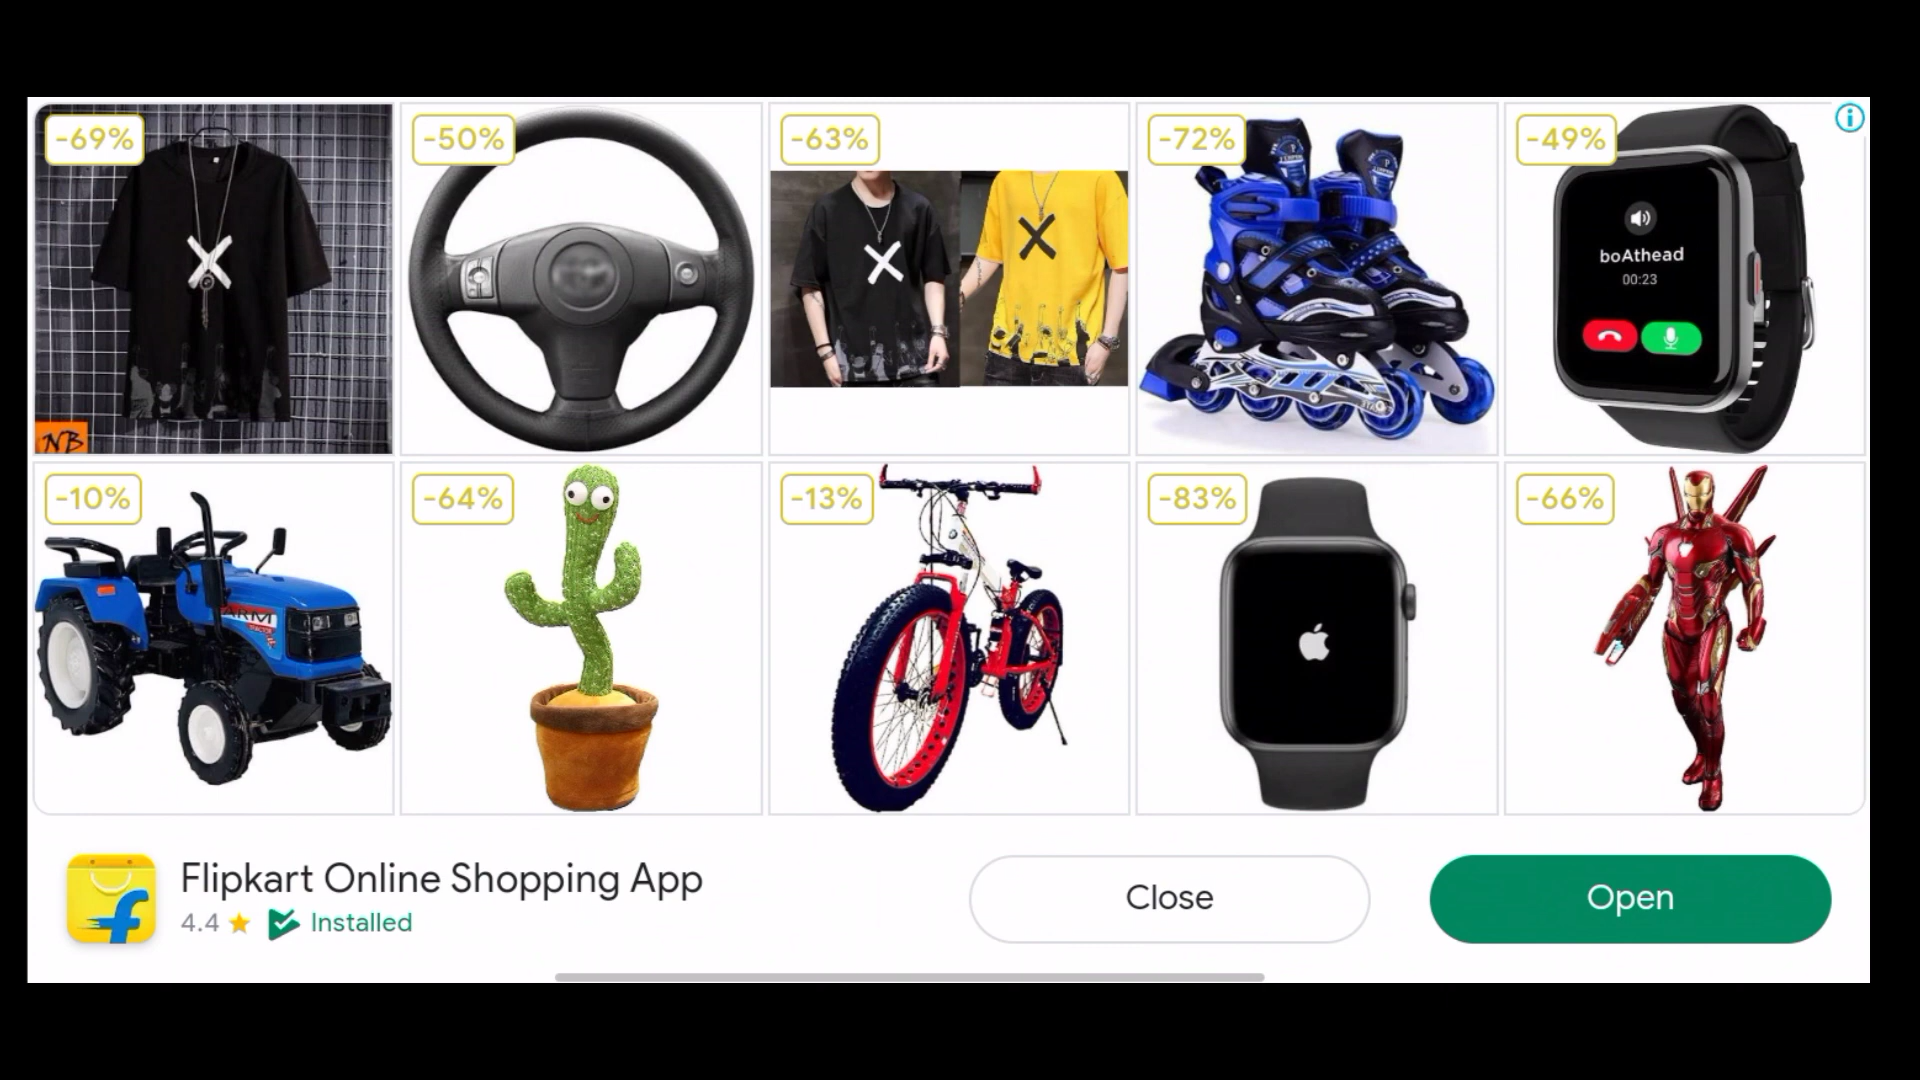 -69%
-50%
-63%
-72%
-49%
boAthead
00:23
NB
-10%
-64%
-13%
-83%
-66%
Flipkart Online Shopping App
4.4
Installed
Close
Open